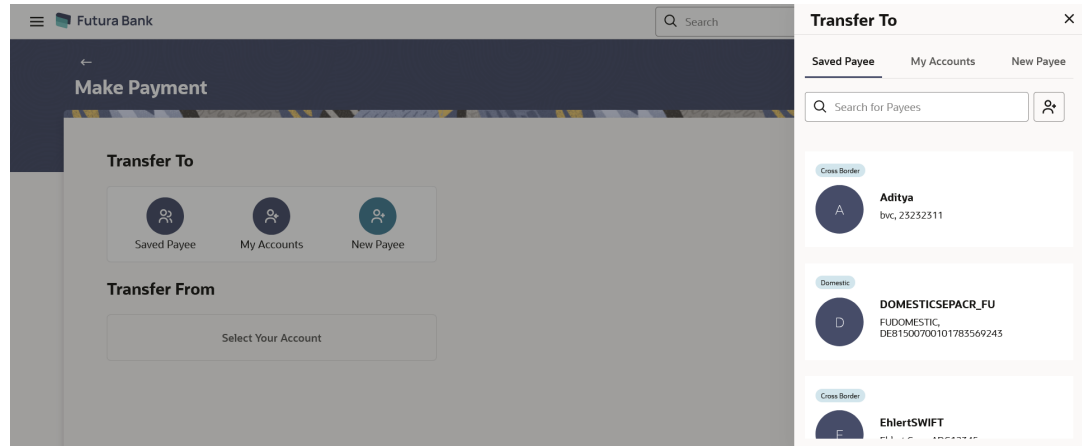 Futura Bank
Search
Make Payment
Transfer To
Saved Payee
My Accounts
New Payee
Transfer From
Select Your Account
Transfer To
Saved Payee
My Accounts
New Payee
Search for Payees
Cross Border
A
Aditya
bvc, 23232311
Domestic
D
DOMESTICSEPACR_FU
FUDOMESTIC,
DE81500700101783569243
Cross Border
E
EhlertSWIFT